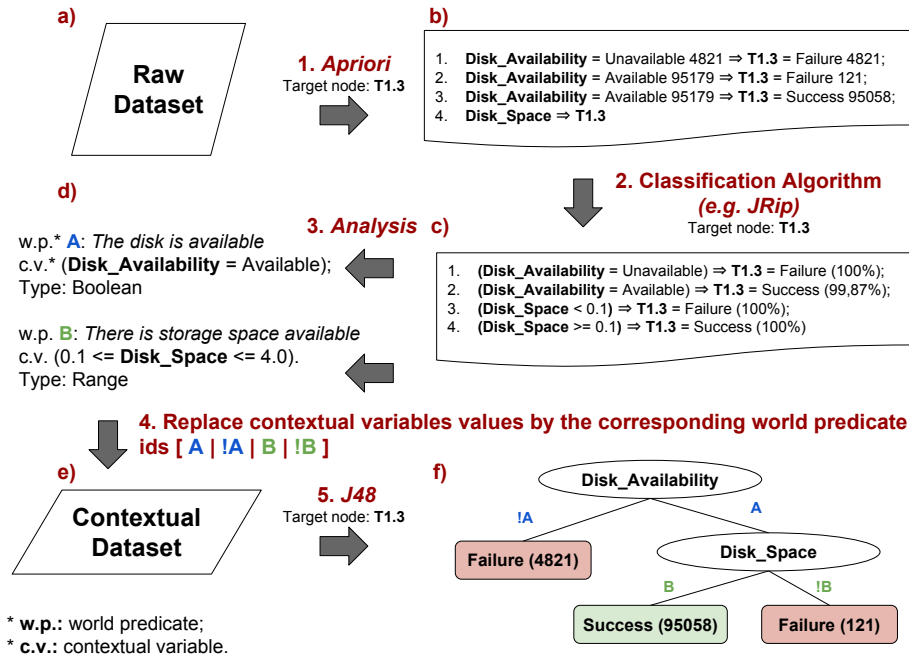 a)
Raw
Dataset
1. Apriori
Target node: T1.3
b)
1. Disk_Availability = Unavailable 4821 ⇒ T1.3 = Failure 4821;
2. Disk_Availability = Available 95179 ⇒ T1.3 = Failure 121;
3. Disk_Availability = Available 95179 ⇒ T1.3 = Success 95058;
4. Disk_Space ⇒ T1.3
2. Classification Algorithm
(e.g. JRip)
Target node: T1.3
c)
1. (Disk_Availability = Unavailable) ⇒ T1.3 = Failure (100%);
2. (Disk_Availability = Available) ⇒ T1.3 = Success (99,87%);
3. (Disk_Space < 0.1) ⇒ T1.3 = Failure (100%);
4. (Disk_Space >= 0.1) ⇒ T1.3 = Success (100%)
3. Analysis
d)
w.p.* A: The disk is available
c.v.* (Disk_Availability = Available);
Type: Boolean
w.p. B: There is storage space available
c.v. (0.1 <= Disk_Space <= 4.0).
Type: Range
4. Replace contextual variables values by the corresponding world predicate
ids [ A | !A | B | !B ]
e)
Contextual
Dataset
5. J48
Target node: T1.3
f)
Disk_Availability
!A
A
Failure (4821)
Disk_Space
B
!B
Success (95058)
Failure (121)
* w.p.: world predicate;
* c.v.: contextual variable.